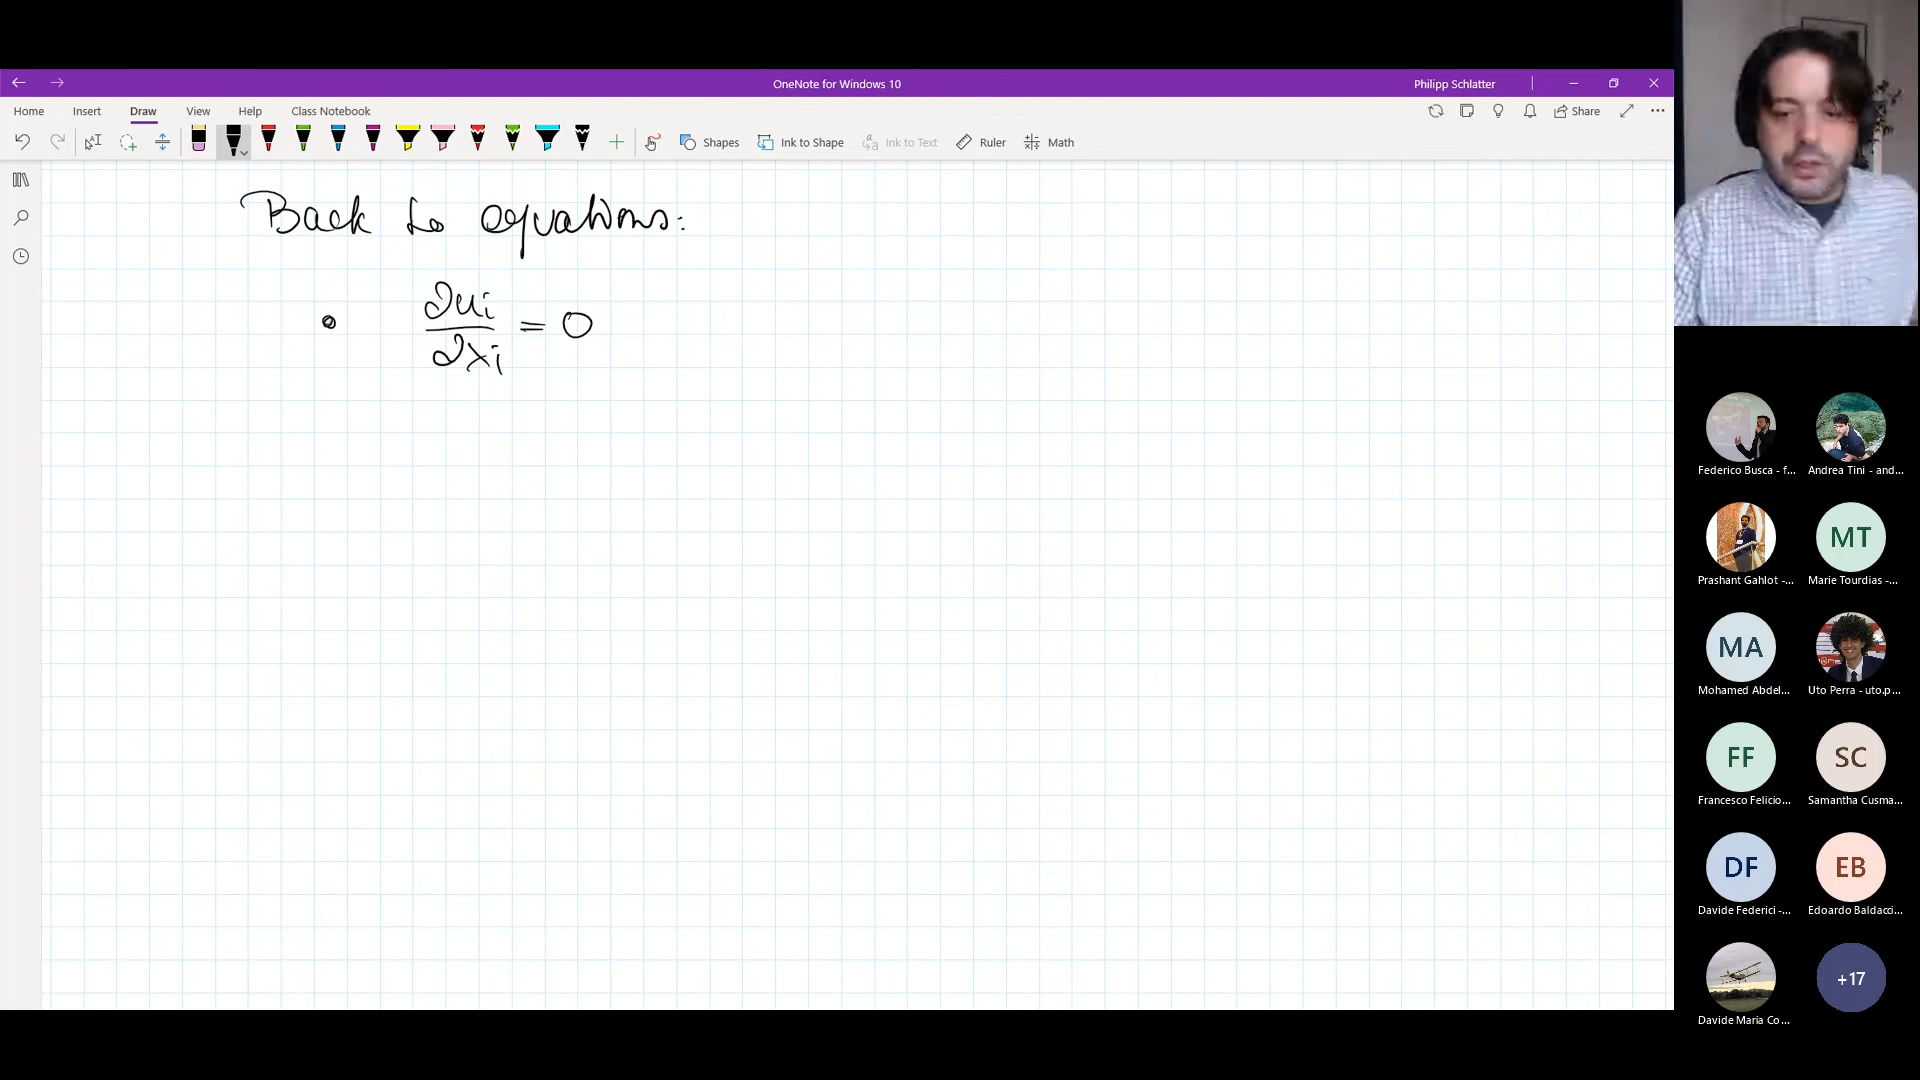 OneNote for Windows 10
Philipp Schlatter
Home Insert Draw View Help Class Notebook
Share
Shapes Ink to Shape Ink to Text Ruler Math
Back to equations:
∂ui
∂xi = 0
Federico Busca - f...
Andrea Tini - and...
Prashant Gahlot -...
MT
Marie Tourdias -...
MA
Mohamed Abdel...
Uto Perra - uto.p...
FF
Francesco Felicio...
SC
Samantha Cusma...
DF
Davide Federici -...
EB
Edoardo Baldacci...
Davide Maria Co...
+17